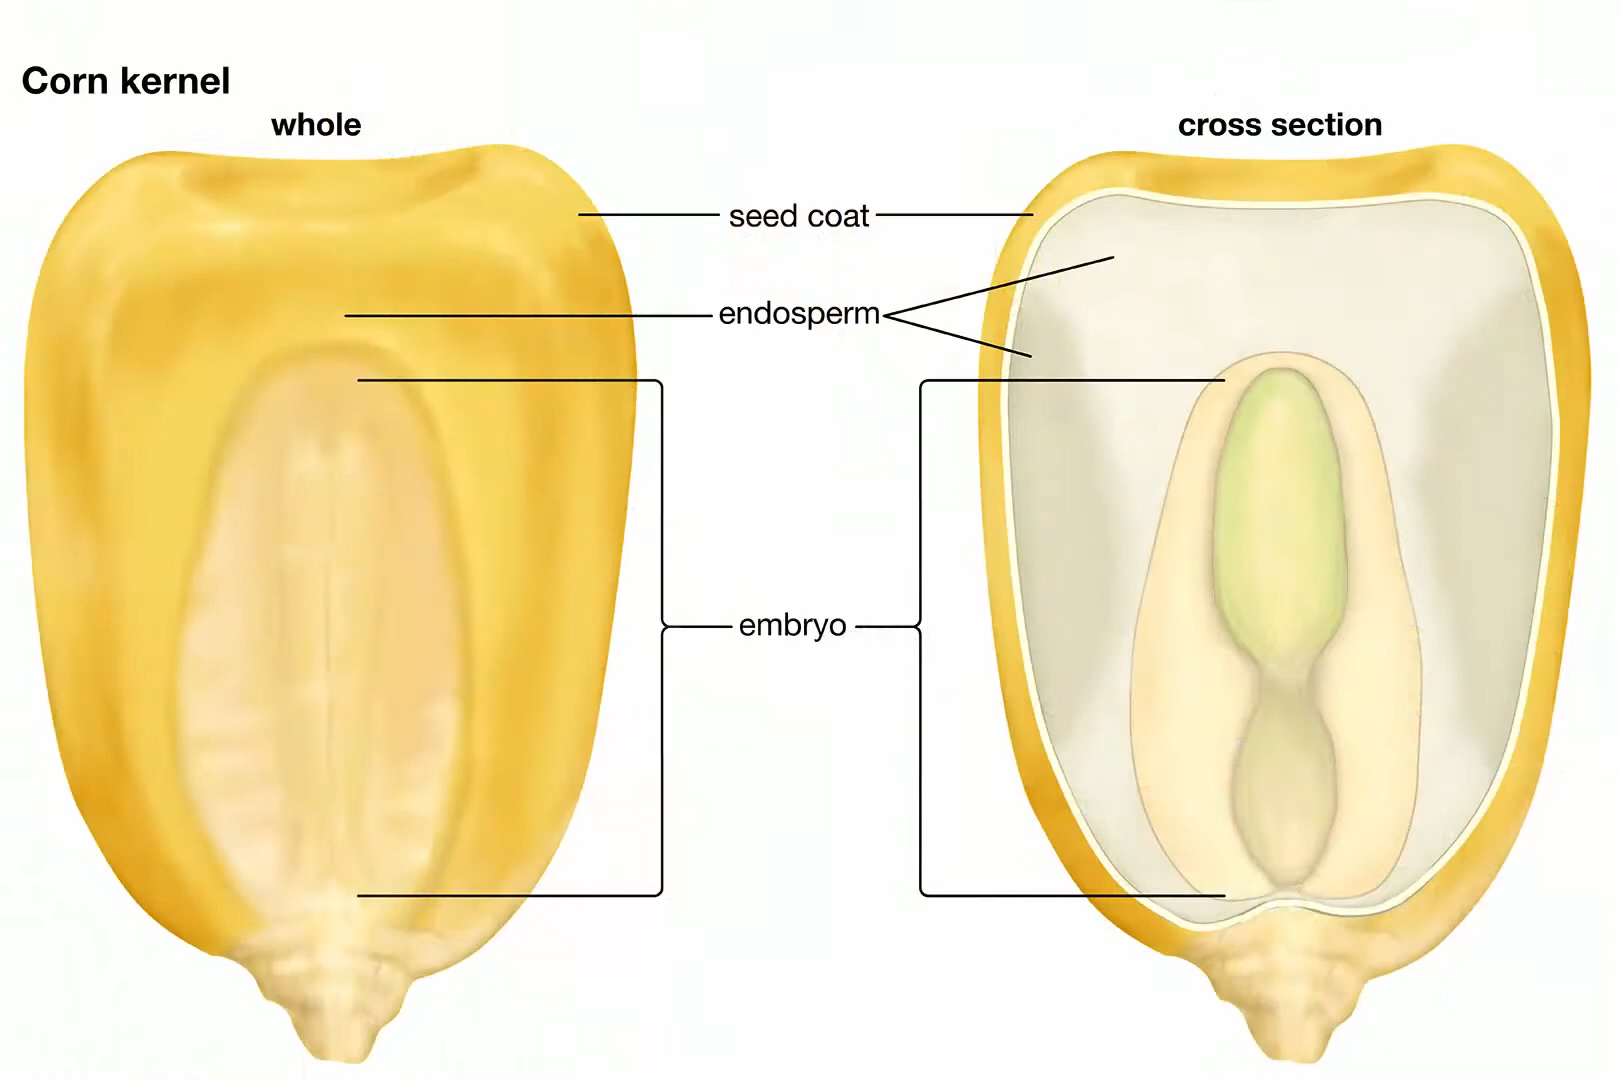 Corn kernel
whole
cross section
seed coat
endosperm
embryo